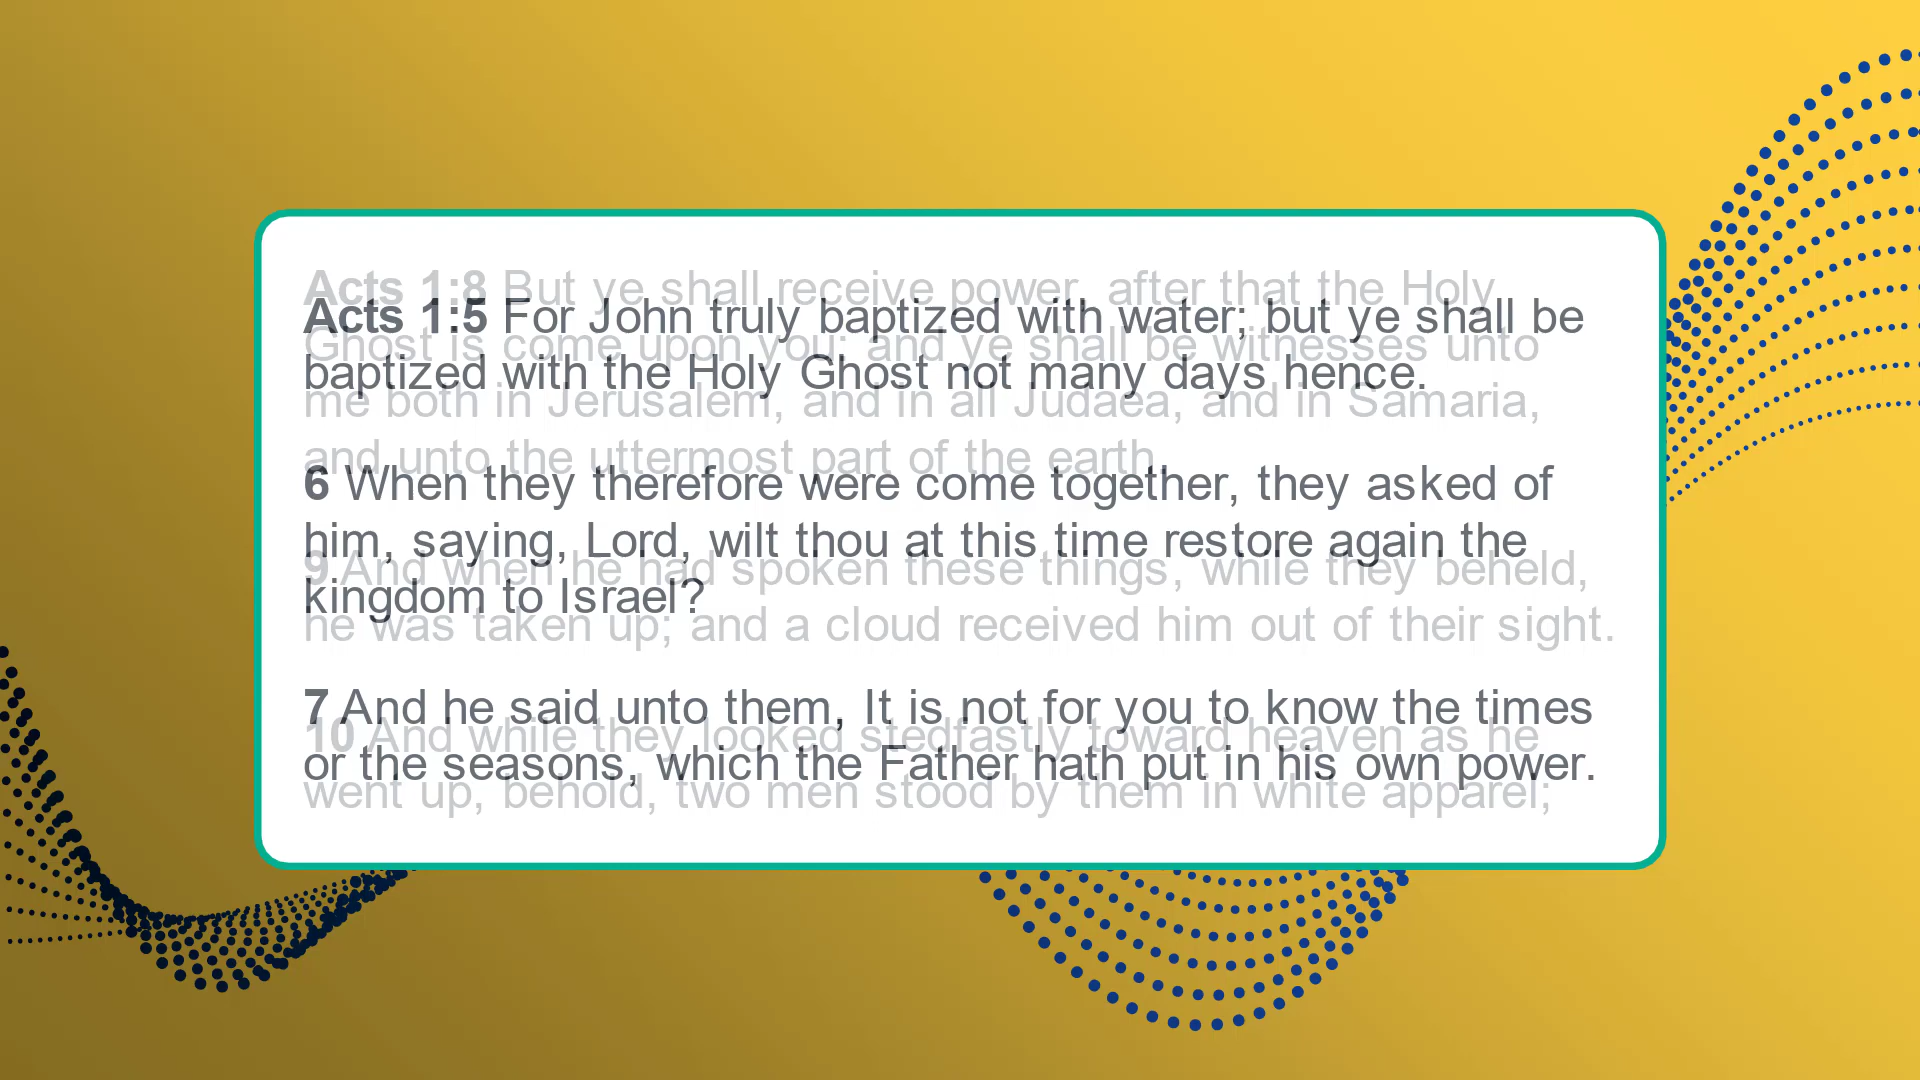 Acts 1:8 But ye shall receive power, after that the Holy
Ghost is come upon you: and ye shall be witnesses unto
me both in Jerusalem, and in all Judaea, and in Samaria,
and unto the uttermost part of the earth.
9 And when he had spoken these things, while they beheld,
he was taken up; and a cloud received him out of their sight.
10 And while they looked stedfastly toward heaven as he
went up, behold, two men stood by them in white apparel;
Acts 1:5 For John truly baptized with water; but ye shall be
baptized with the Holy Ghost not many days hence.
6 When they therefore were come together, they asked of
him, saying, Lord, wilt thou at this time restore again the
kingdom to Israel?
7 And he said unto them, It is not for you to know the times
or the seasons, which the Father hath put in his own power.